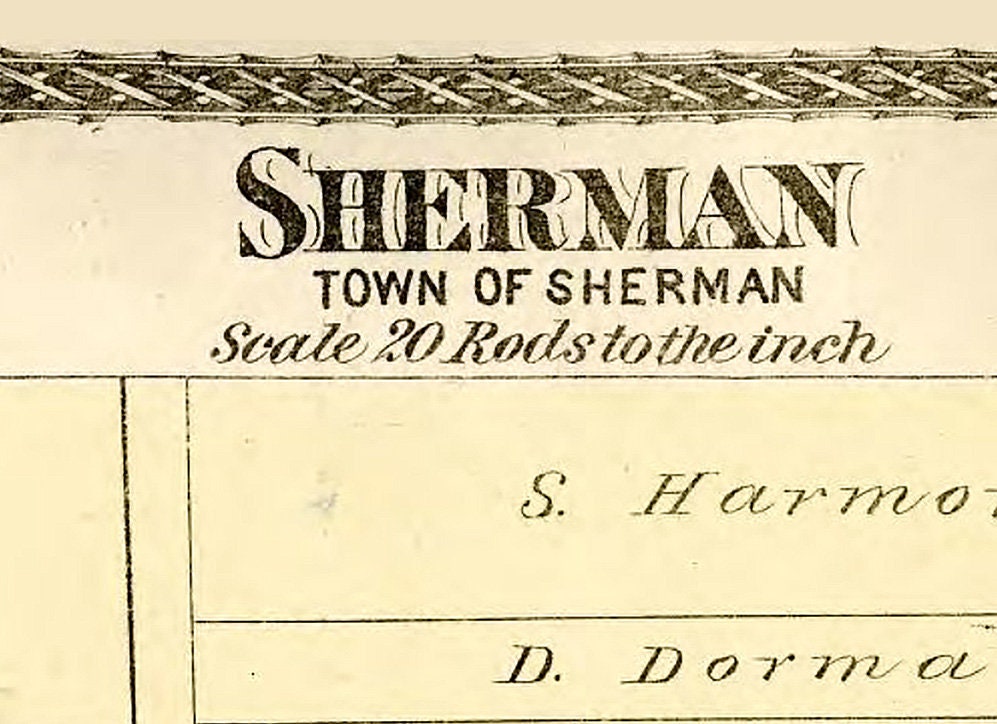 SHERMAN
TOWN OF SHERMAN
Scale 20 Rods to the inch
S. Harmo
D. Dorma